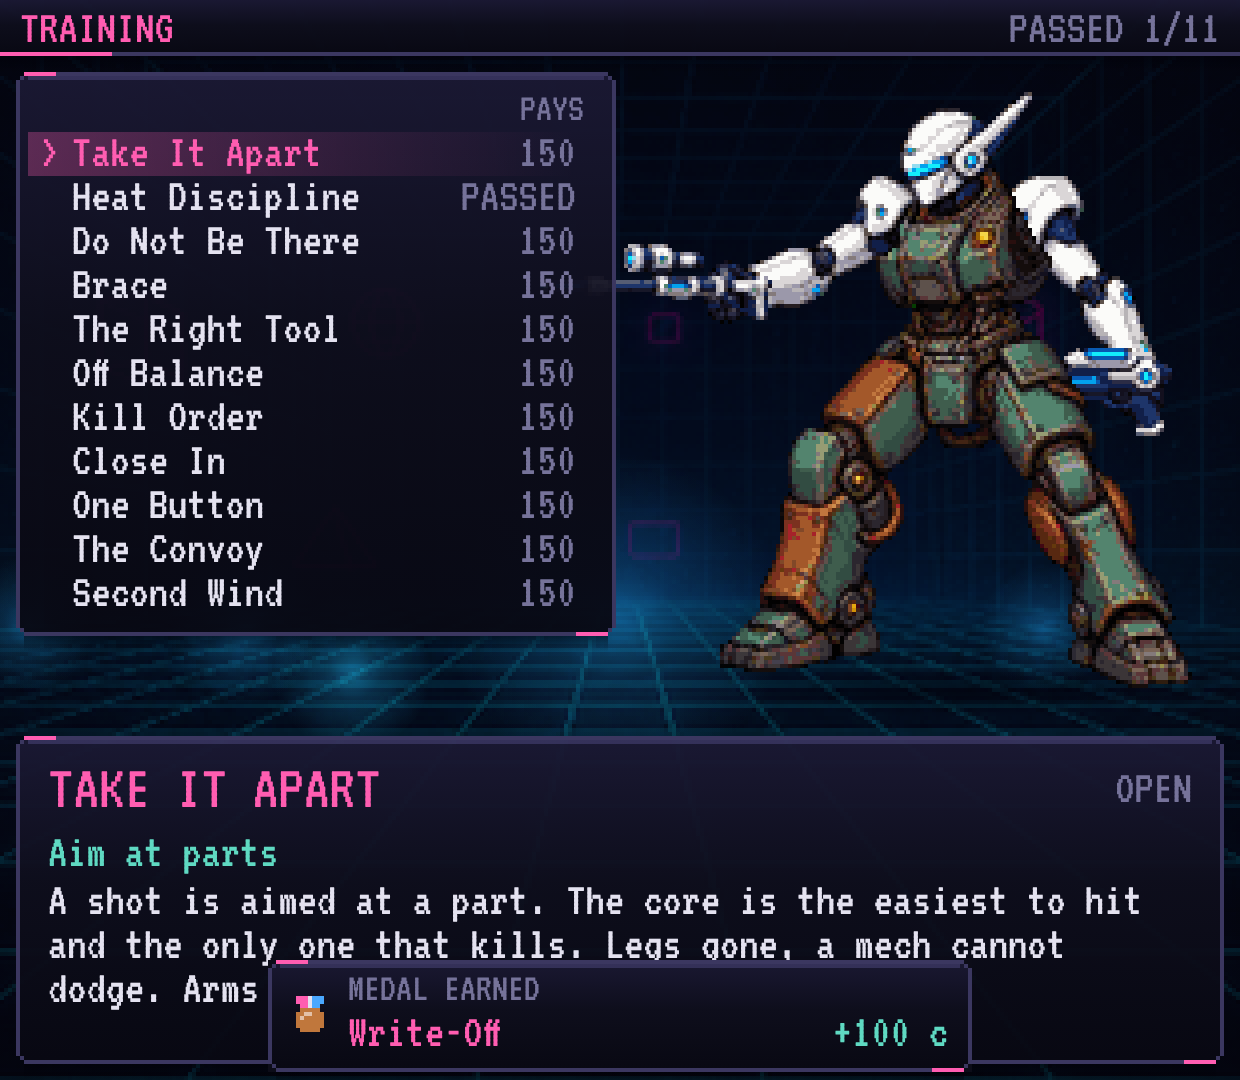 TRAINING
PASSED 1/11
PAYS
> Take It Apart 150
Heat Discipline PASSED
Do Not Be There 150
Brace 150
The Right Tool 150
Off Balance 150
Kill Order 150
Close In 150
One Button 150
The Convoy 150
Second Wind 150
TAKE IT APART
OPEN
Aim at parts
A shot is aimed at a part. The core is the easiest to hit
and the only one that kills. Legs gone, a mech cannot
dodge. Arms
MEDAL EARNED
Write-Off +100 c